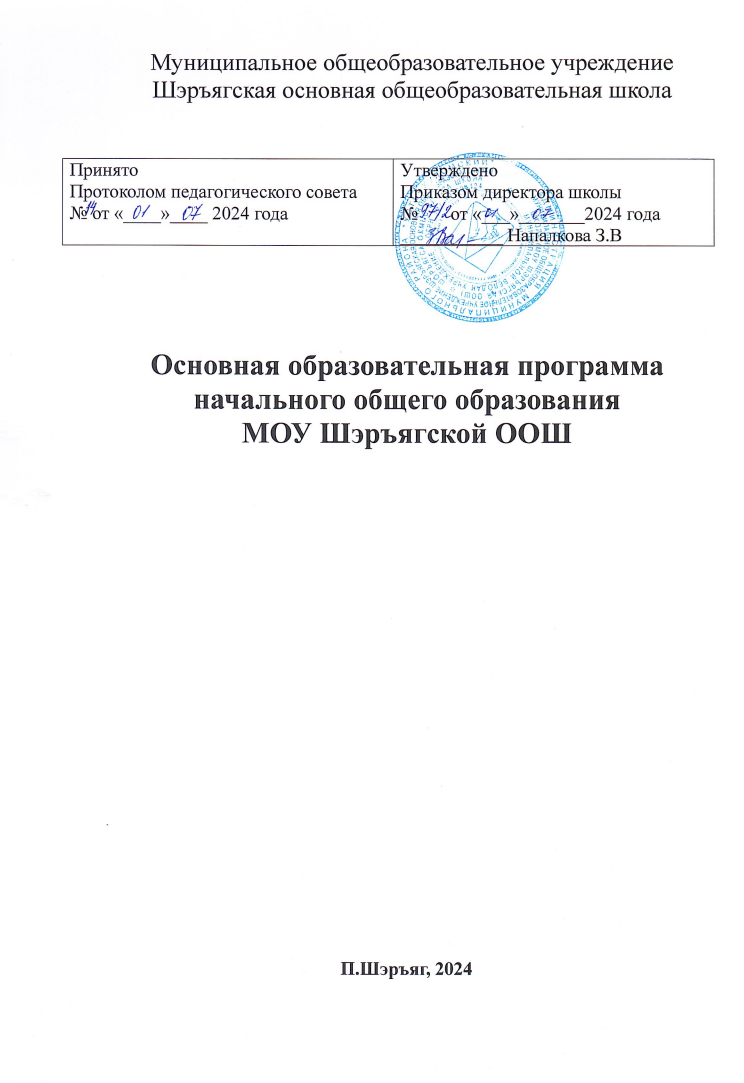 Муниципальное общеобразовательное учреждение
Шэръягская основная общеобразовательная школа
Принято
Протоколом педагогического совета
№ от « 01 » 07 2024 года
Утверждено
Приказом директора школы
№ 97/2 от « 01 » 07 2024 года
Напалкова З.В
Основная образовательная программа
начального общего образования
МОУ Шэръягской ООШ
П.Шэръяг, 2024